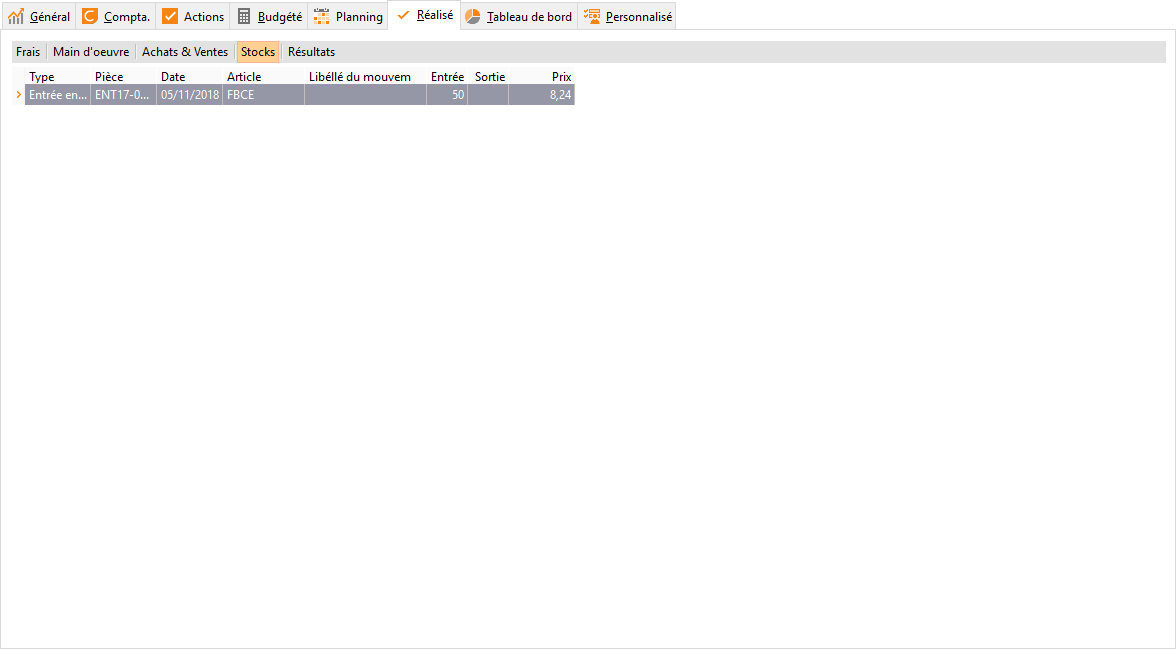 Général Compta. Actions Budgété Planning Réalisé Tableau de bord Personnalisé
Frais Main d'oeuvre Achats & Ventes Stocks Résultats
Type Pièce Date Article Libéllé du mouvem Entrée Sortie Prix
Entrée en... ENT17-0... 05/11/2018 FBCE 50 8,24